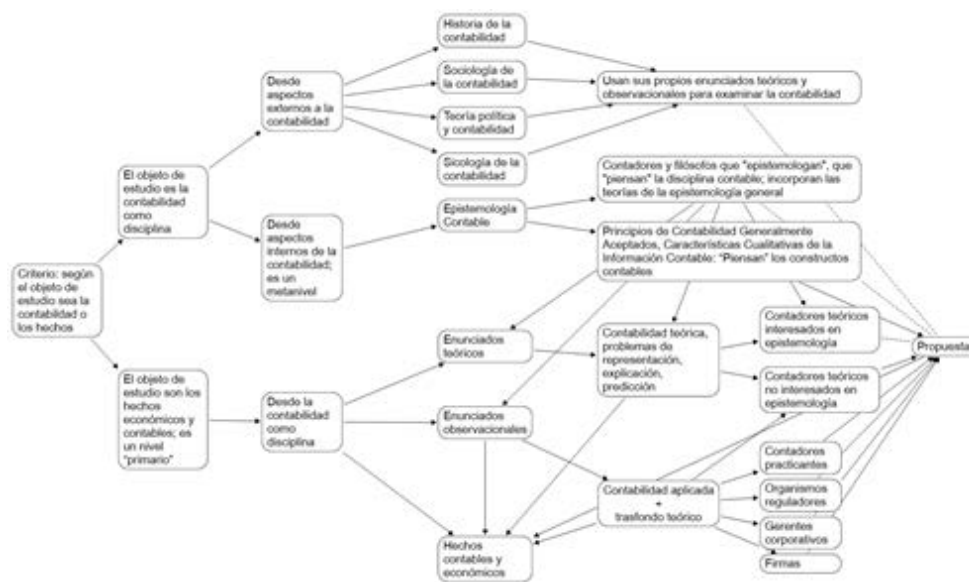 Historia de la
contabilidad
Sociología de
la contabilidad
Teoría política
y contabilidad
Sicología de la
contabilidad
Desde
aspectos
externos a la
contabilidad
Usan sus propios enunciados teóricos y
observacionales para examinar la contabilidad
El objeto de
estudio es la
contabilidad
como
disciplina
Desde
aspectos
internos de la
contabilidad;
es un
metanivel
Epistemología
Contable
Contadores y filósofos que "epistemologan", que
"piensan" la disciplina contable; incorporan las
teorías de la epistemología general
Principios de Contabilidad Generalmente
Aceptados, Características Cualitativas de la
Información Contable: "Piensan" los constructos
contables
Criterio: según
el objeto de
estudio sea la
contabilidad o
los hechos
El objeto de
estudio son los
hechos
económicos y
contables; es
un nivel
"primario"
Desde la
contabilidad
como
disciplina
Enunciados
teóricos
Enunciados
observacionales
Hechos
contables y
económicos
Contabilidad teórica,
problemas de
representación,
explicación,
predicción
Contadores teóricos
interesados en
epistemología
Contadores teóricos
no interesados en
epistemología
Contabilidad aplicada
+
trasfondo teórico
Contadores
practicantes
Organismos
reguladores
Gerentes
corporativos
Firmas
Propuesta